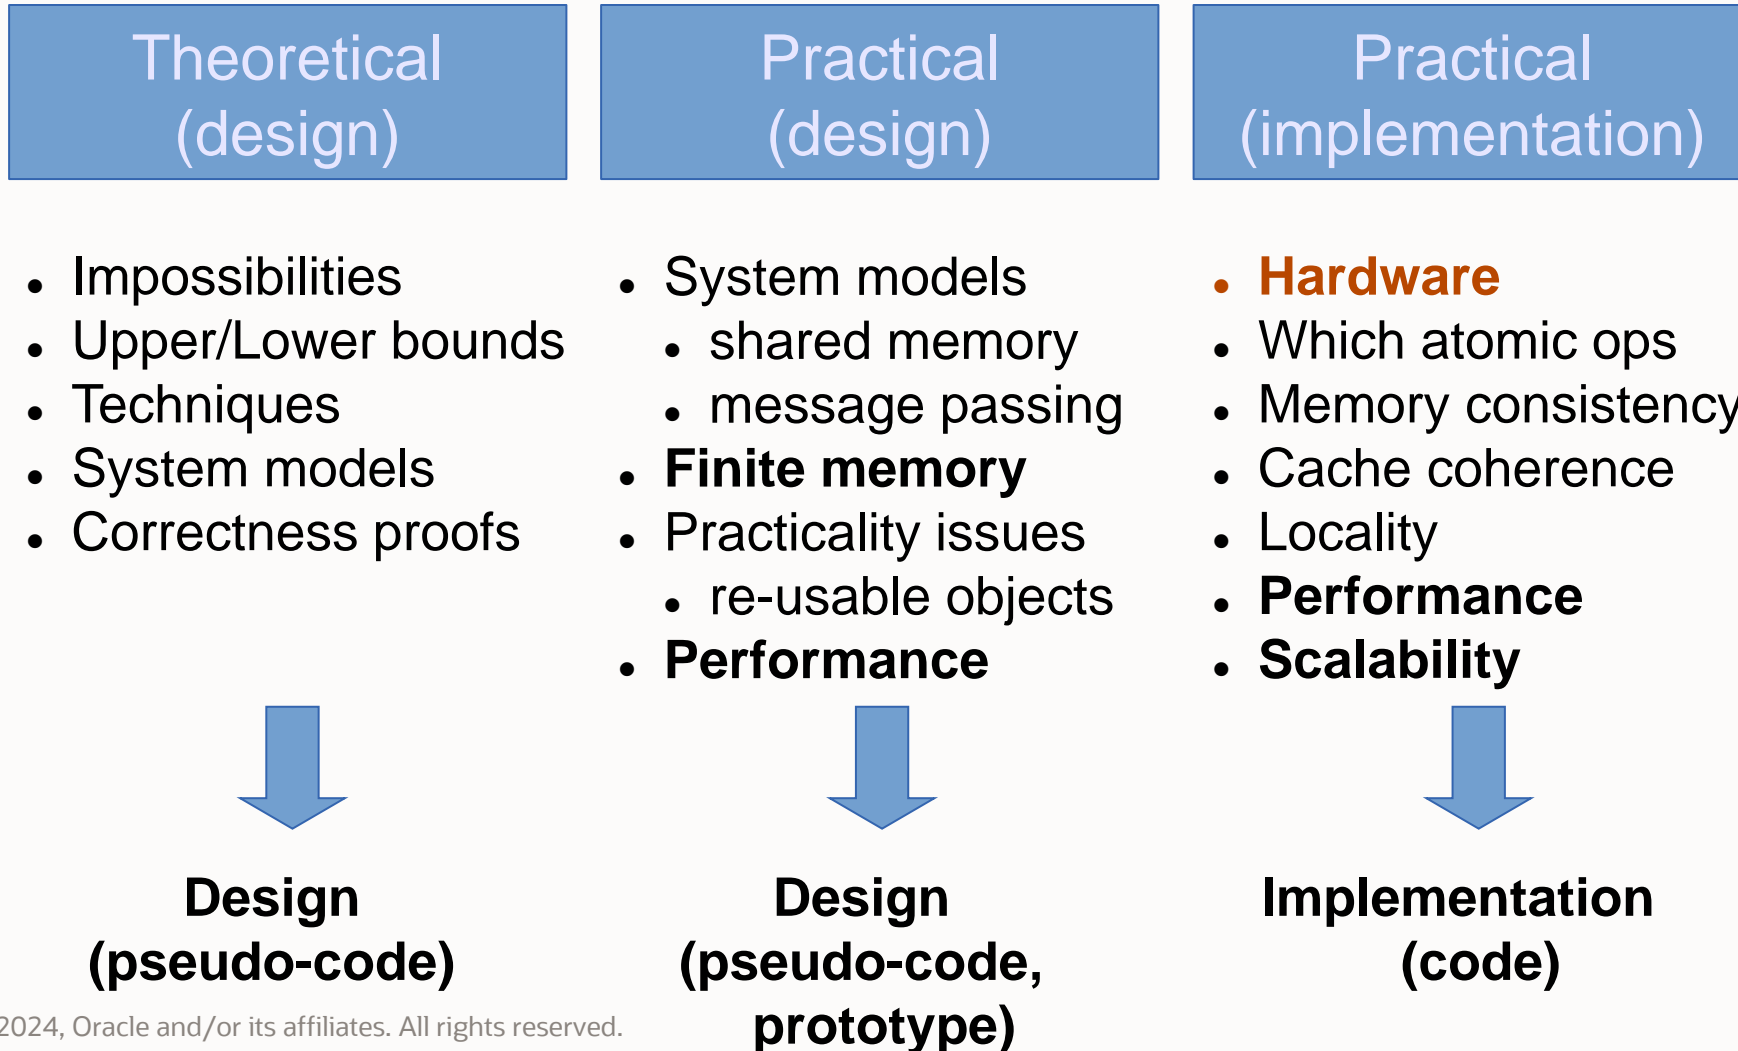 Theoretical
(design)
Practical
(design)
Practical
(implementation)
• Impossibilities
• Upper/Lower bounds
• Techniques
• System models
• Correctness proofs
• System models
• shared memory
• message passing
• Finite memory
• Practicality issues
• re-usable objects
• Performance
• Hardware
• Which atomic ops
• Memory consistency
• Cache coherence
• Locality
• Performance
• Scalability
Design
(pseudo-code)
Design
(pseudo-code,
prototype)
Implementation
(code)
2024, Oracle and/or its affiliates. All rights reserved.